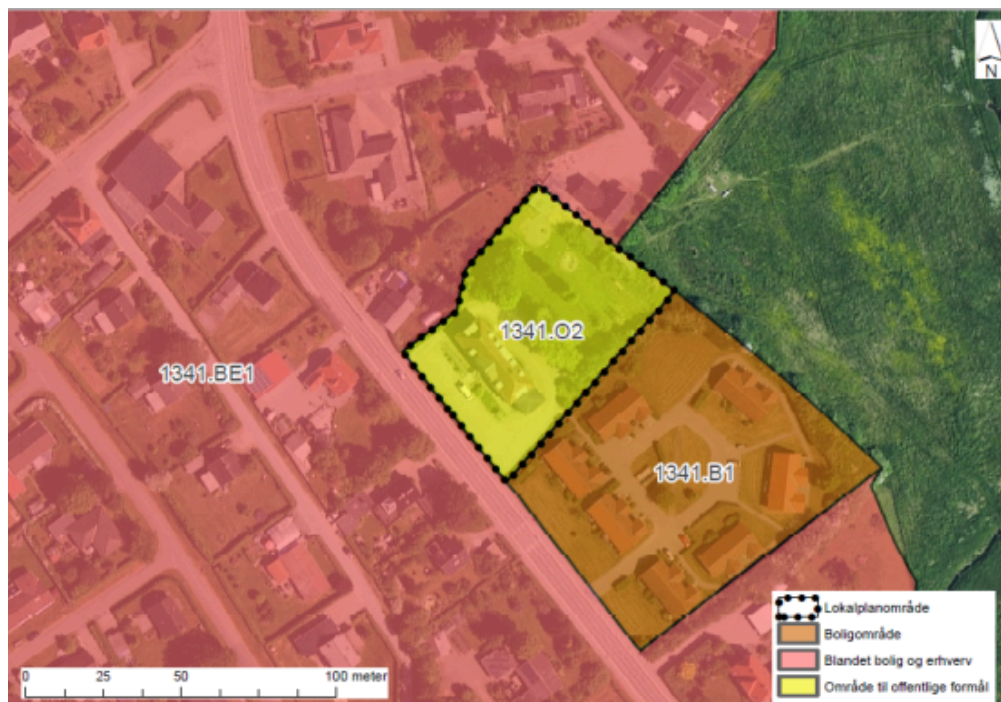 N
1341.O2
1341.BE1
1341.B1
Lokalplanområde
Boligområde
Blandet bolig og erhverv
Område til offentlige formål
0 25 50 100 meter